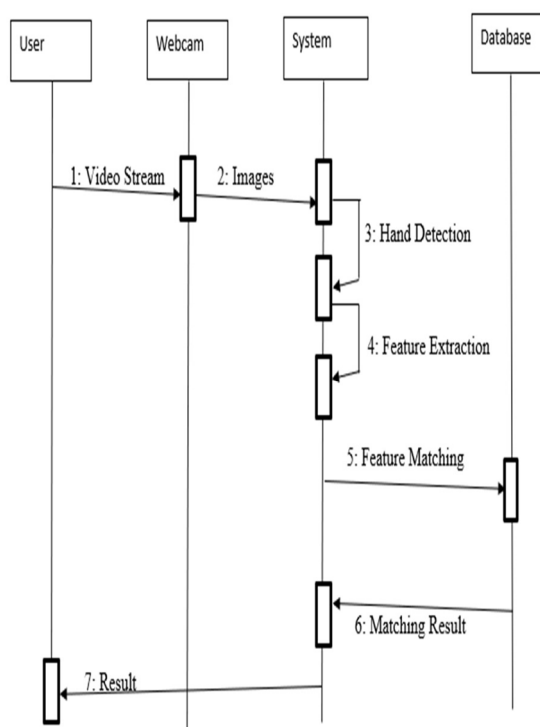 User
Webcam
System
Database
1: Video Stream
2: Images
3: Hand Detection
4: Feature Extraction
5: Feature Matching
6: Matching Result
7: Result